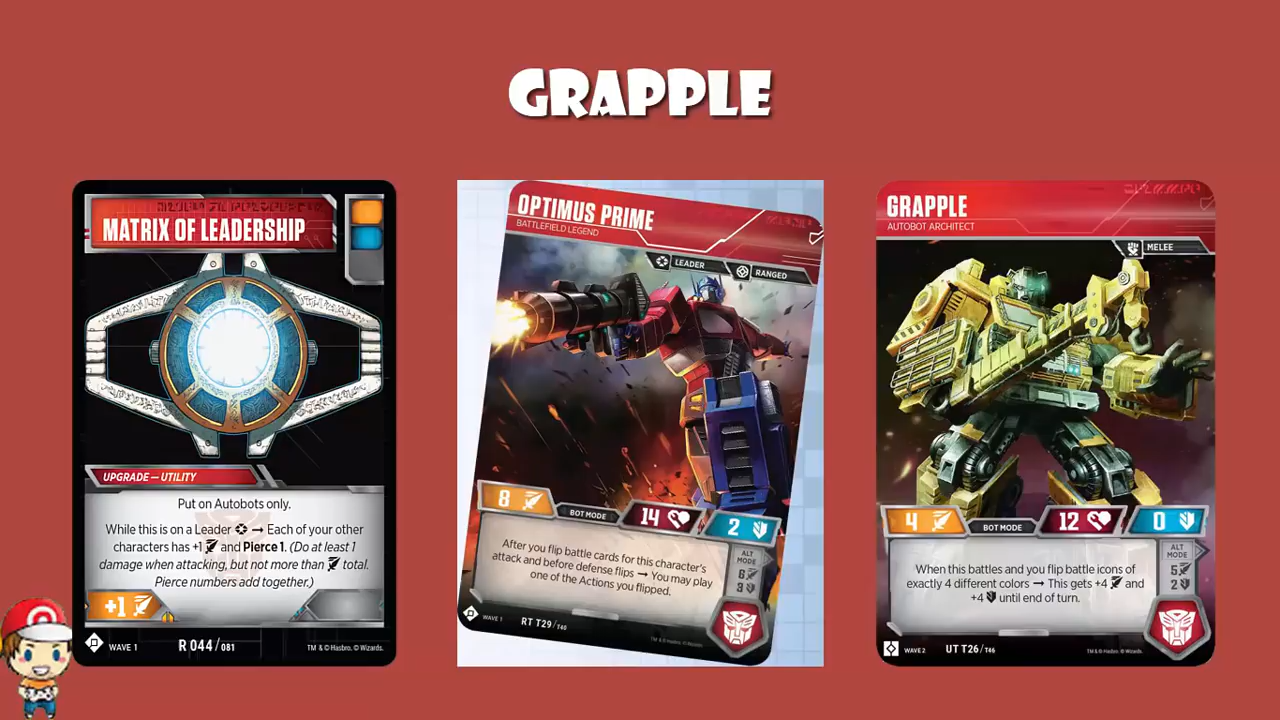 GRAPPLE
MATRIX OF LEADERSHIP
UPGRADE — UTILITY
Put on Autobots only.
While this is on a Leader → Each of your other
characters has +1 and Pierce 1. (Do at least 1
damage when attacking, but not more than total.
Pierce numbers add together.)
+1
WAVE 1
R 044/081
TM & © Hasbro. © Wizards.
OPTIMUS PRIME
BATTLEFIELD LEGEND
LEADER
RANGED
8
BOT MODE
14
2
After you flip battle cards for this character's
attack and before defense flips → You may play
one of the Actions you flipped.
ALT
MODE
WAVE 1
RT T29/T40
GRAPPLE
AUTOBOT ARCHITECT
MELEE
4
BOT MODE
12
0
When this battles and you flip battle icons of
exactly 4 different colors → This gets +4 and
+4 until end of turn.
ALT
MODE
5
2
WAVE 2
UT T26/T46
TM & © Hasbro. © Wizards.